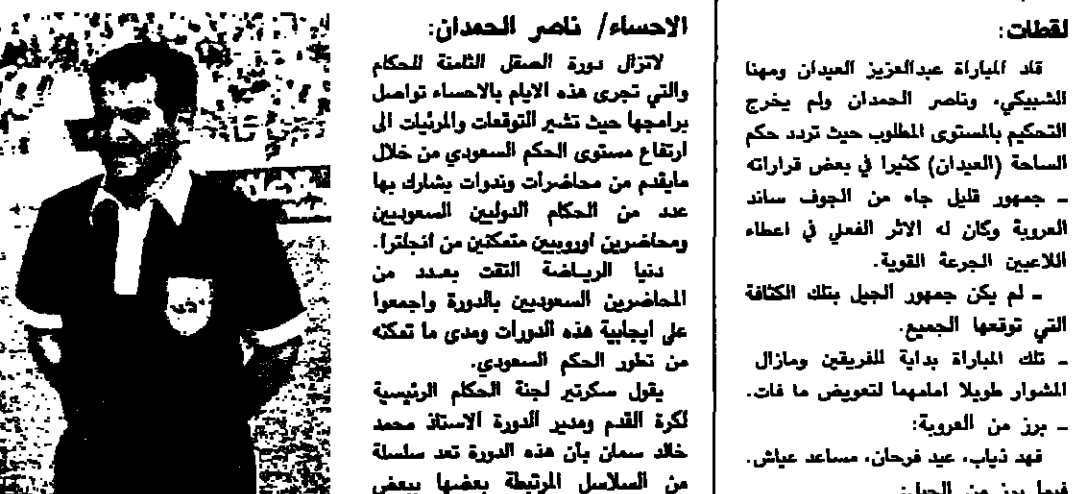 لقطات:
قاد المباراة عبدالعزيز العيدان ومهنا
الشبيكي، وناصر الحمدان ولم يخرج
التحكيم بالمستوى المطلوب حيث تردد حكم
الساحة (العيدان) كثيرا في بعض قراراته
ـ جمهور قليل جاء من الجوف ساند
العروبة وكان له الاثر الفعلي في اعطاء
اللاعبين الجرعة القوية.
ـ لم يكن جمهور الجيل بتلك الكثافة
التي توقعها الجميع.
ـ تلك المباراة بداية للفريقين ومازال
المشوار طويلا امامهما لتعويض ما فات.
ـ برز من العروبة:
فهد ذياب، عيد فرحان، مساعد عياش.
فيما برز من الجيل:
الاحساء/ ناصر الحمدان:
لاتزال دورة الصقل الثامنة للحكام
والتي تجرى هذه الايام بالاحساء تواصل
برامجها حيث تشير التوقعات والمرئيات الى
ارتفاع مستوى الحكم السعودي من خلال
مايقدم من محاضرات وندوات يشارك بها
عدد من الحكام الدوليين السعوديين
ومحاضرين اوروبيين متمكنين من انجلترا.
دنيا الرياضة التقت بعدد من
المحاضرين السعوديين بالدورة واجمعوا
على ايجابية هذه الدورات ومدى ما تمكنه
من تطور الحكم السعودي.
يقول سكرتير لجنة الحكام الرئيسية
لكرة القدم ومدير الدورة الاستاذ محمد
خالد سمان بأن هذه الدورة تعد سلسلة
من السلاسل المرتبطة بعضها ببعض